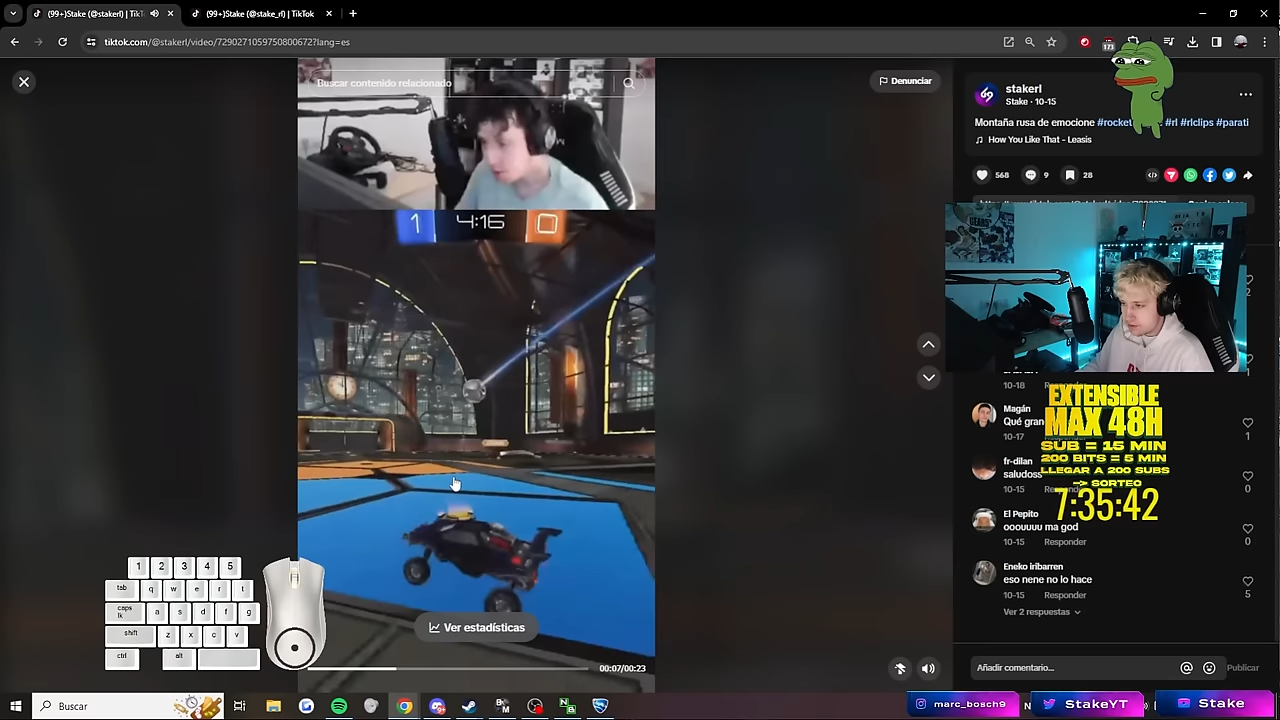 (99+)Stake (@stakerl) | TikT
(99+)Stake (@stake_rl) | TikTok
tiktok.com/@stakerl/video/7290271059750800672?lang=es
173
Buscar contenido relacionado
Denunciar
stakerl
Stake · 10-15
Montaña rusa de emocione #rocket #rl #rlclips #parati
How You Like That - Leasis
568
9
28
1 4:16 0
2
1
10-18
Magán
Qué gran
10-17
1
fr-dilan
saludoss
10-15
0
El Pepito
ooouuuu ma god
10-15 Responder
0
Eneko iribarren
eso nene no lo hace
10-15 Responder
5
Ver 2 respuestas
EXTENSIBLE
MAX 48H
SUB = 15 MIN
200 BITS = 5 MIN
LLEGAR A 200 SUBS
-> SORTEO
7:35:42
1 2 3 4 5
tab q w e r t
caps lk a s d f g
shift z x c v
ctrl alt
Ver estadísticas
00:07/00:23
Añadir comentario...
Publicar
Buscar
marc_bosch9
StakeYT
Stake